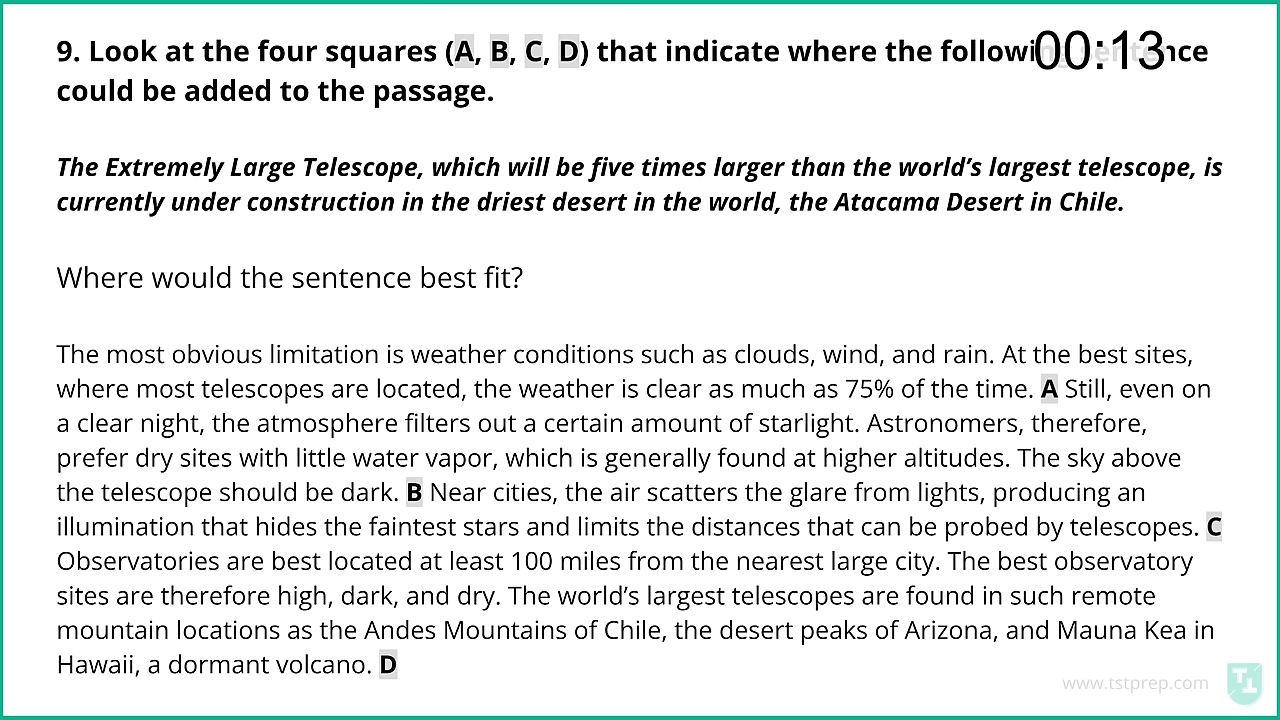 9. Look at the four squares (A, B, C, D) that indicate where the following sentence
00:13
could be added to the passage.
The Extremely Large Telescope, which will be five times larger than the world's largest telescope, is
currently under construction in the driest desert in the world, the Atacama Desert in Chile.
Where would the sentence best fit?
The most obvious limitation is weather conditions such as clouds, wind, and rain. At the best sites,
where most telescopes are located, the weather is clear as much as 75% of the time. A Still, even on
a clear night, the atmosphere filters out a certain amount of starlight. Astronomers, therefore,
prefer dry sites with little water vapor, which is generally found at higher altitudes. The sky above
the telescope should be dark. B Near cities, the air scatters the glare from lights, producing an
illumination that hides the faintest stars and limits the distances that can be probed by telescopes. C
Observatories are best located at least 100 miles from the nearest large city. The best observatory
sites are therefore high, dark, and dry. The world's largest telescopes are found in such remote
mountain locations as the Andes Mountains of Chile, the desert peaks of Arizona, and Mauna Kea in
Hawaii, a dormant volcano. D
www.tstprep.com